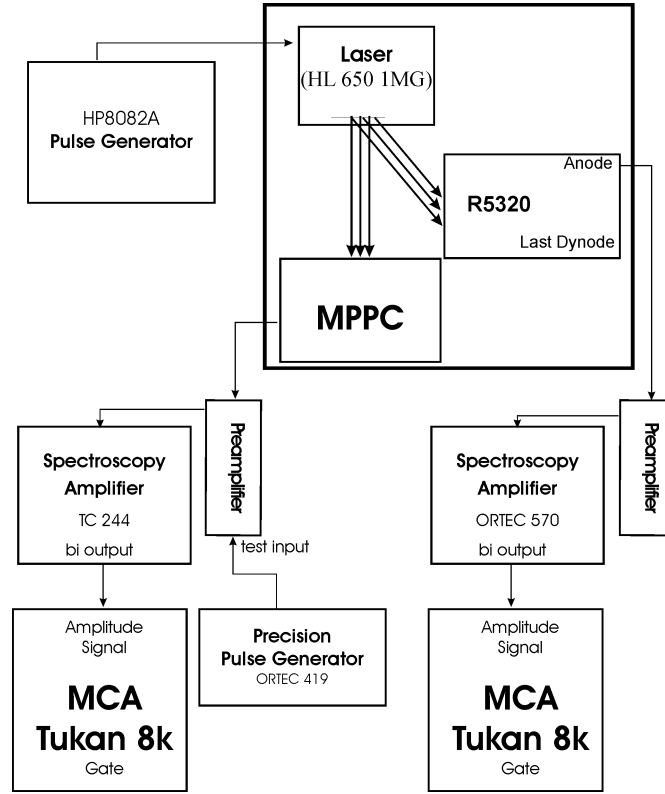 Laser
(HL 650 1MG)
HP8082A
Pulse Generator
Anode
R5320
Last Dynode
MPPC
Preamplifier
Spectroscopy
Amplifier
TC 244
bi output
test input
Preamplifier
Spectroscopy
Amplifier
ORTEC 570
bi output
Amplitude
Signal
MCA
Tukan 8k
Gate
Precision
Pulse Generator
ORTEC 419
Amplitude
Signal
MCA
Tukan 8k
Gate